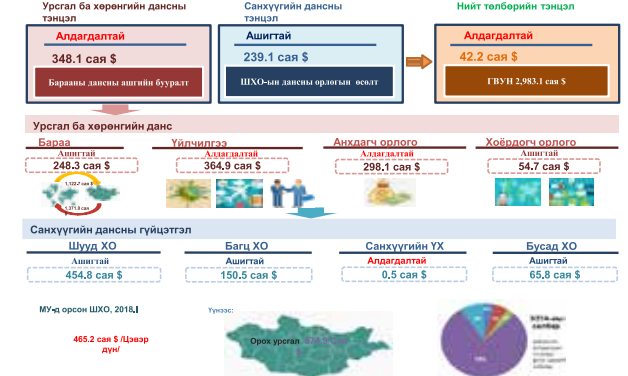 Урсгал ба хөрөнгийн дансны
тэнцэл
Санхүүгийн дансны
тэнцэл
Нийт төлбөрийн тэнцэл
Алдагдалтай
348.1 сая $
Барааны дансны ашгийн бууралт
Ашигтай
239.1 сая $
ШХО-ын дансны орлогын өсөлт
Алдагдалтай
42.2 сая $
ГВУН 2,983.1 сая $
Урсгал ба хөрөнгийн данс
Бараа
Ашигтай
248.3 сая $
1,371.8 сая
Үйлчилгээ
Алдагдалтай
364,9 сая $
Анхдагч орлого
Алдагдалтай
298.1 сая $
Хоёрдогч орлого
Ашигтай
54.7 сая $
Санхүүгийн дансны гүйцэтгэл
Шууд ХО
Ашигтай
454.8 сая $
Багц ХО
Ашигтай
150.5 сая $
Санхүүгийн ҮХ
Алдагдалтай
0.5 сая $
Бусад ХО
Ашигтай
65.8 сая $
МУ-д орсон ШХО, 2018.I
465.2 сая $ /Цэвэр
дүн/
Үүнээс:
Орох урсгал